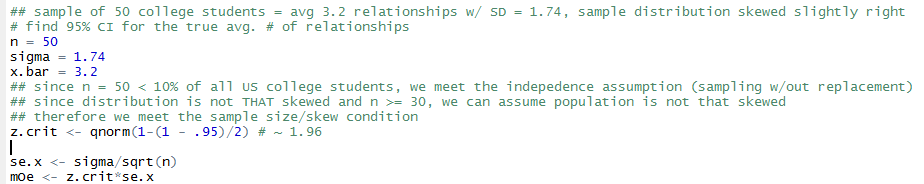 ## sample of 50 college students = avg 3.2 relationships w/ SD = 1.74, sample distribution skewed slightly right
# find 95% CI for the true avg. # of relationships
n = 50
sigma = 1.74
x.bar = 3.2
## since n = 50 < 10% of all US college students, we meet the indepedence assumption (sampling w/out replacement)
## since distribution is not THAT skewed and n >= 30, we can assume population is not that skewed
## therefore we meet the sample size/skew condition
z.crit <- qnorm(1-(1 - .95)/2) # ~ 1.96
se.x <- sigma/sqrt(n)
mOe <- z.crit*se.x